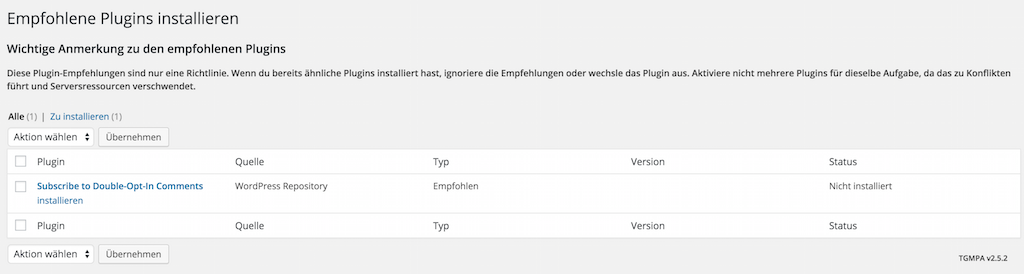 Empfohlene Plugins installieren
Wichtige Anmerkung zu den empfohlenen Plugins
Diese Plugin-Empfehlungen sind nur eine Richtlinie. Wenn du bereits ähnliche Plugins installiert hast, ignoriere die Empfehlungen oder wechsle das Plugin aus. Aktiviere nicht mehrere Plugins für dieselbe Aufgabe, da das zu Konflikten
führt und Serversressourcen verschwendet.
Alle (1) | Zu installieren (1)
Aktion wählen Übernehmen
Plugin Quelle Typ Version Status
Subscribe to Double-Opt-In Comments WordPress Repository Empfohlen Nicht installiert
installieren
Plugin Quelle Typ Version Status
Aktion wählen Übernehmen
TGMPA v2.5.2